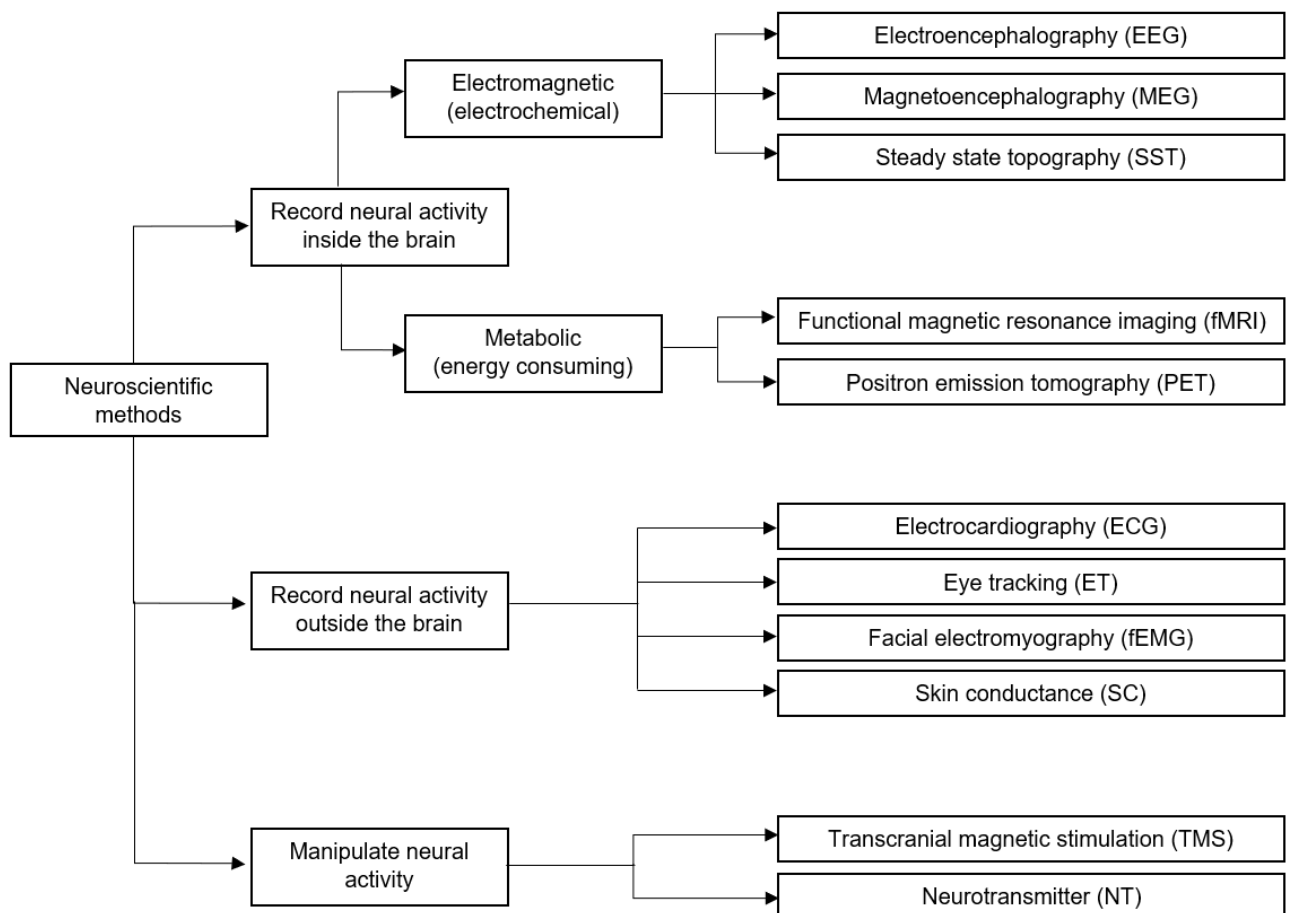 Neuroscientific
methods
Record neural activity
inside the brain
Electromagnetic
(electrochemical)
Electroencephalography (EEG)
Magnetoencephalography (MEG)
Steady state topography (SST)
Metabolic
(energy consuming)
Functional magnetic resonance imaging (fMRI)
Positron emission tomography (PET)
Record neural activity
outside the brain
Electrocardiography (ECG)
Eye tracking (ET)
Facial electromyography (fEMG)
Skin conductance (SC)
Manipulate neural
activity
Transcranial magnetic stimulation (TMS)
Neurotransmitter (NT)